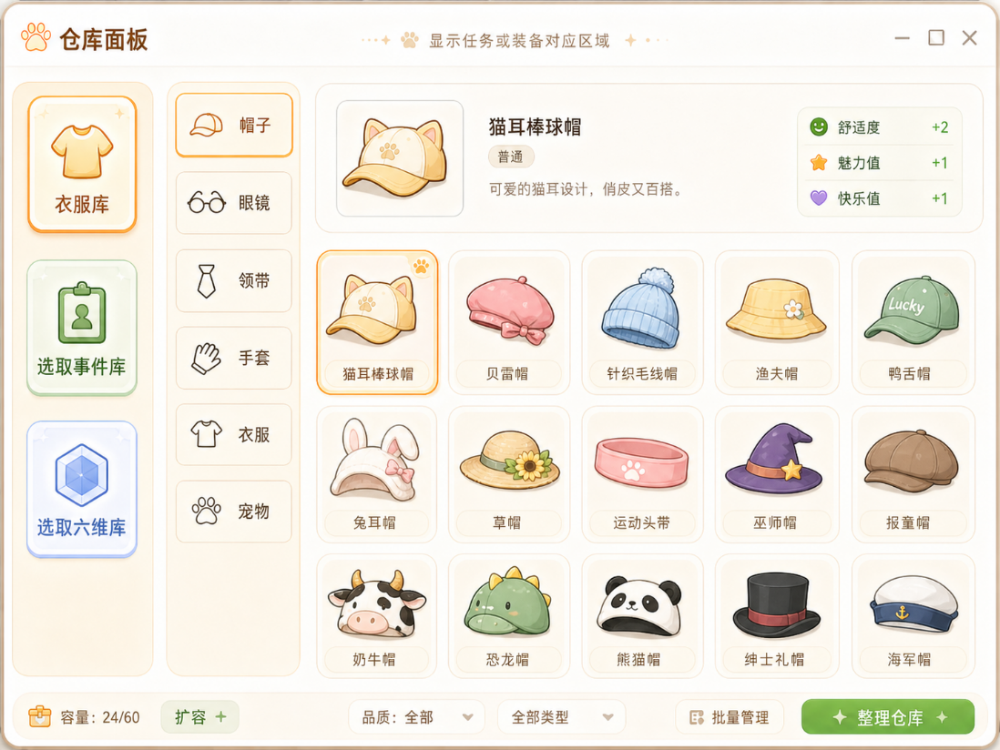 仓库面板
显示任务或装备对应区域
衣服库
选取事件库
选取六维库
帽子
眼镜
领带
手套
衣服
宠物
猫耳棒球帽
普通
可爱的猫耳设计，俏皮又百搭。
舒适度 +2
魅力值 +1
快乐值 +1
猫耳棒球帽
贝雷帽
针织毛线帽
渔夫帽
Lucky
鸭舌帽
兔耳帽
草帽
运动头带
巫师帽
报童帽
奶牛帽
恐龙帽
熊猫帽
绅士礼帽
海军帽
容量：24/60
扩容 +
品质：全部
全部类型
批量管理
整理仓库